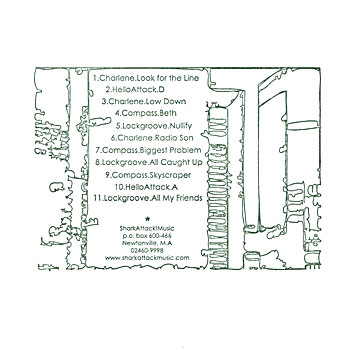 1.Charlene.Look for the Line
2.HelloAttack.D
3.Charlene.Low Down
4.Compass.Beth
5.Lockgroove.Nullify
6.Charlene.Radio Son
7.Compass.Biggest Problem
8.Lockgroove.All Caught Up
9.Compass.Skyscraper
10.HelloAttack.A
11.Lockgroove.All My Friends
*
SharkAttack!Music
p.o. box 600-466
Newtonville, M.A
02460-9998
www.sharkattackmusic.com